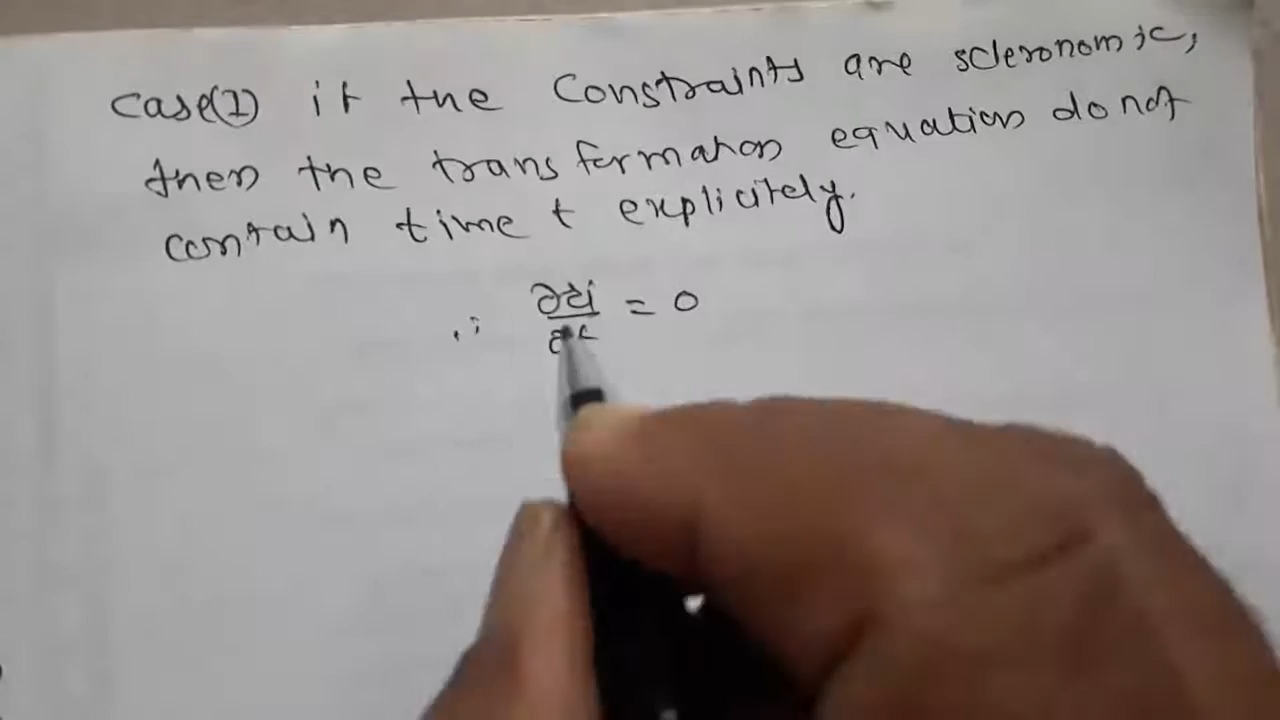 Case(I) if the Constraints are scleronomic,
then the transformation equation do not
contain time t explicitely.
∴ ∂ri/∂t = 0